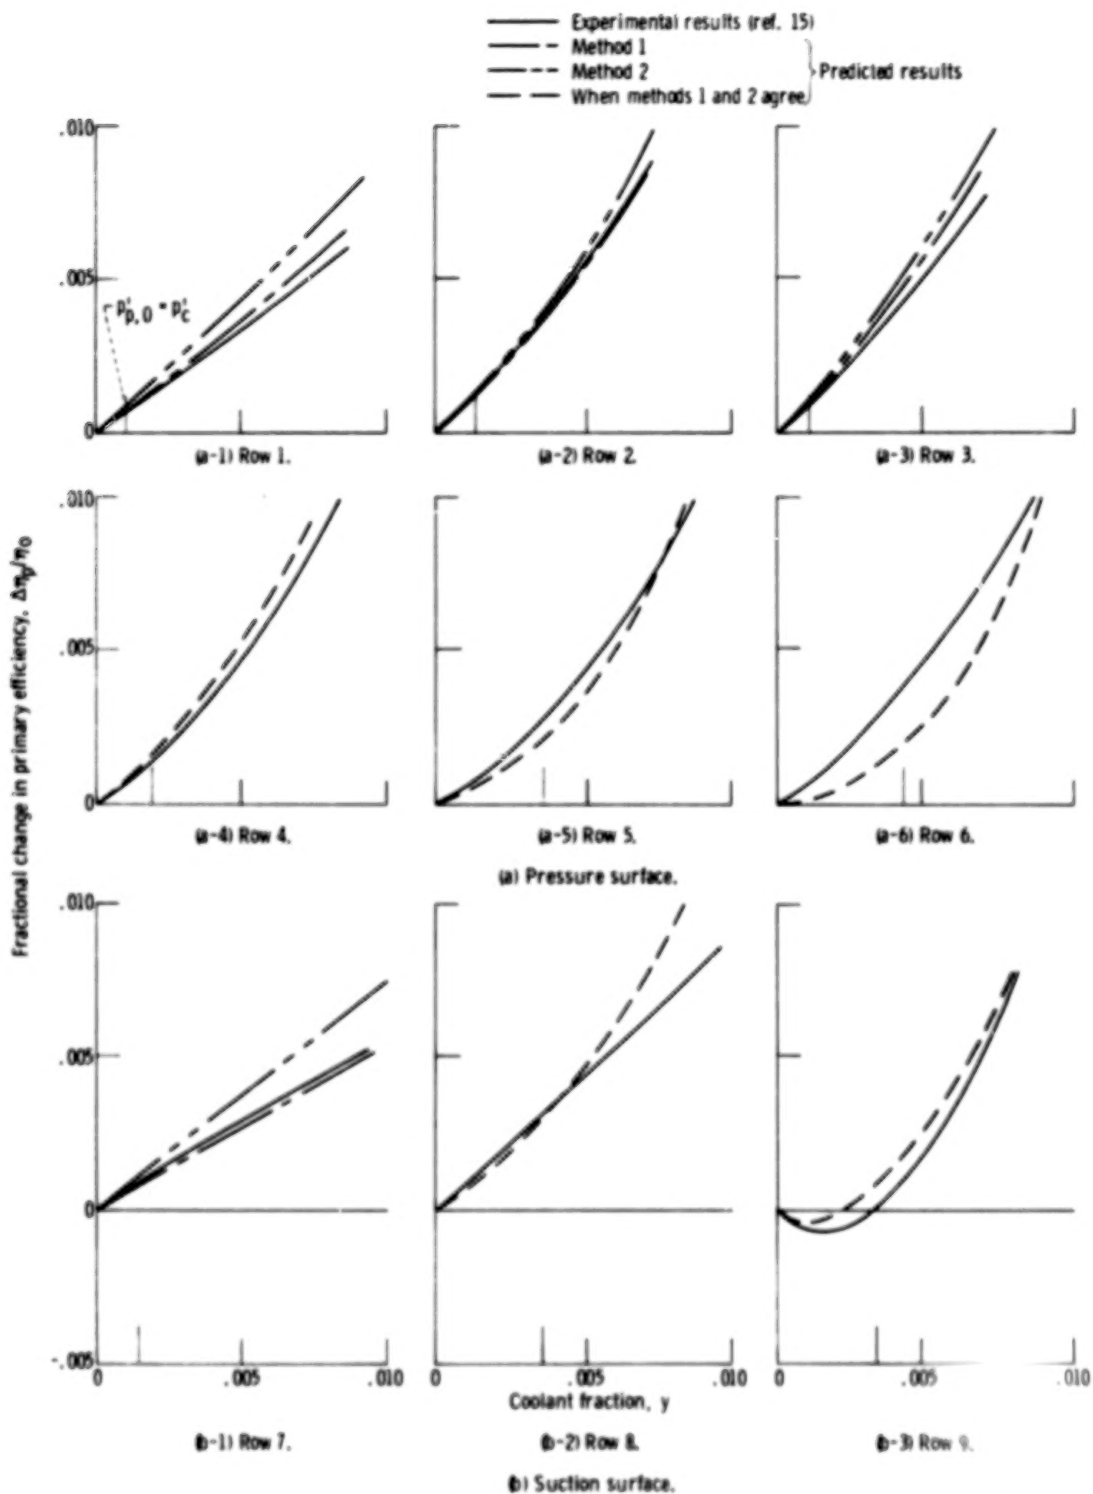 Experimental results (ref. 15)
Method 1
Method 2
When methods 1 and 2 agree
Predicted results
.010
.005
0
p'p,0 = p'c
(a-1) Row 1.
(a-2) Row 2.
(a-3) Row 3.
.010
.005
0
(a-4) Row 4.
(a-5) Row 5.
(a-6) Row 6.
(a) Pressure surface.
Fractional change in primary efficiency, Δηp/η0
.010
.005
0
-.005
0 .005 .010
0 .005 .010
0 .005 .010
Coolant fraction, y
(b-1) Row 7.
(b-2) Row 8.
(b-3) Row 9.
(b) Suction surface.